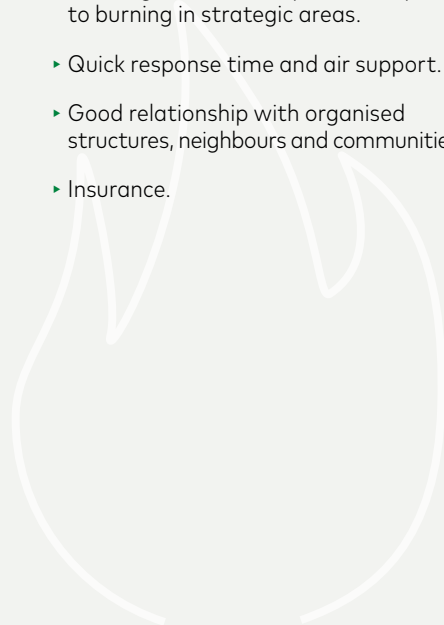 to burning in strategic areas.
‣ Quick response time and air support.
‣ Good relationship with organised
structures, neighbours and communitie
‣ Insurance.